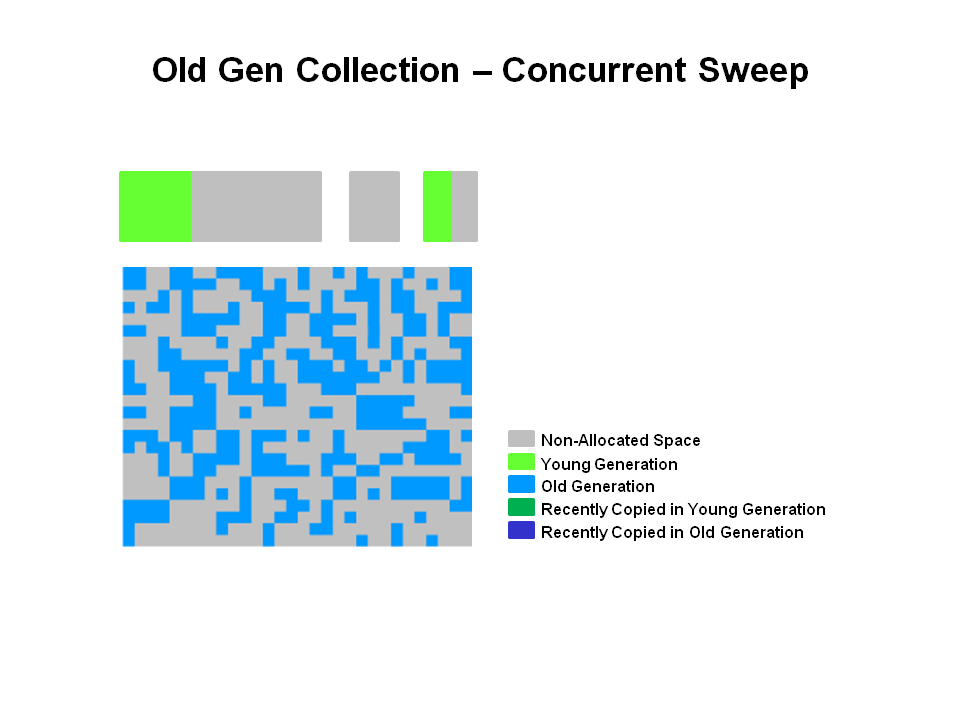 Old Gen Collection – Concurrent Sweep
Non-Allocated Space
Young Generation
Old Generation
Recently Copied in Young Generation
Recently Copied in Old Generation